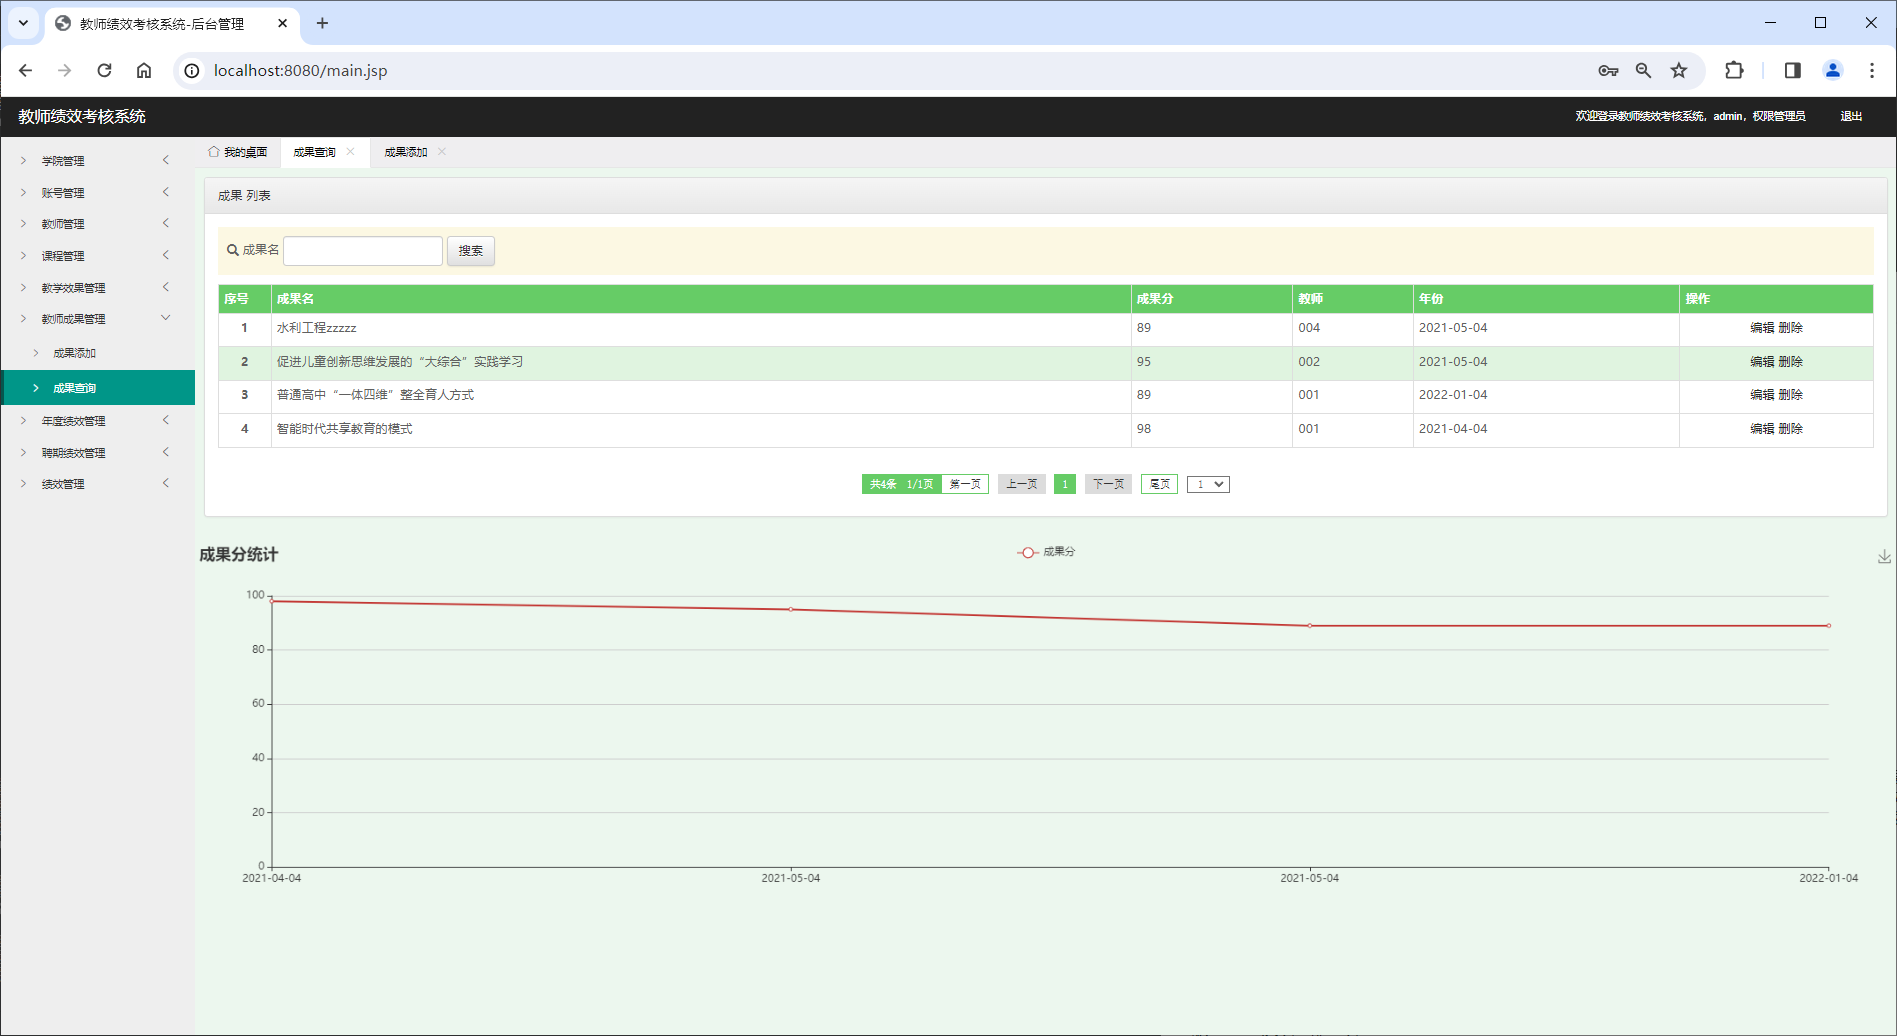 教师绩效考核系统-后台管理
localhost:8080/main.jsp
教师绩效考核系统
欢迎登录教师绩效考核系统，admin，权限管理员 退出
学院管理
账号管理
教师管理
课程管理
教学效果管理
教师成果管理
成果添加
成果查询
年度绩效管理
聘期绩效管理
绩效管理
我的桌面 成果查询 成果添加
成果 列表
成果名 搜索
序号 成果名 成果分 教师 年份 操作
1 水利工程zzzzz 89 004 2021-05-04 编辑 删除
2 促进儿童创新思维发展的“大综合”实践学习 95 002 2021-05-04 编辑 删除
3 普通高中“一体四维”整全育人方式 89 001 2022-01-04 编辑 删除
4 智能时代共享教育的模式 98 001 2021-04-04 编辑 删除
共4条 1/1页 第一页 上一页 1 下一页 尾页 1
成果分统计
成果分
100
80
60
40
20
0
2021-04-04 2021-05-04 2021-05-04 2022-01-04